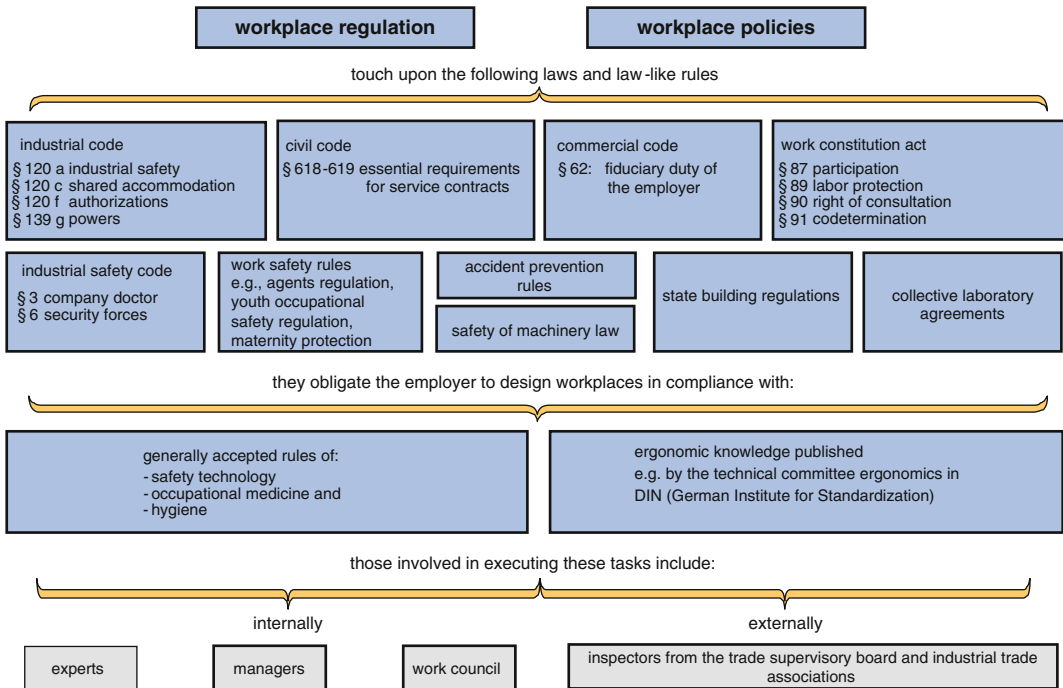 workplace regulation
workplace policies
touch upon the following laws and law-like rules
industrial code
§ 120 a industrial safety
§ 120 c shared accommodation
§ 120 f authorizations
§ 139 g powers
civil code
§ 618-619 essential requirements
for service contracts
commercial code
§ 62: fiduciary duty of
the employer
work constitution act
§ 87 participation
§ 89 labor protection
§ 90 right of consultation
§ 91 codetermination
industrial safety code
§ 3 company doctor
§ 6 security forces
work safety rules
e.g., agents regulation,
youth occupational
safety regulation,
maternity protection
accident prevention
rules
safety of machinery law
state building regulations
collective laboratory
agreements
they obligate the employer to design workplaces in compliance with:
generally accepted rules of:
- safety technology
- occupational medicine and
- hygiene
ergonomic knowledge published
e.g. by the technical committee ergonomics in
DIN (German Institute for Standardization)
those involved in executing these tasks include:
internally
externally
experts
managers
work council
inspectors from the trade supervisory board and industrial trade
associations